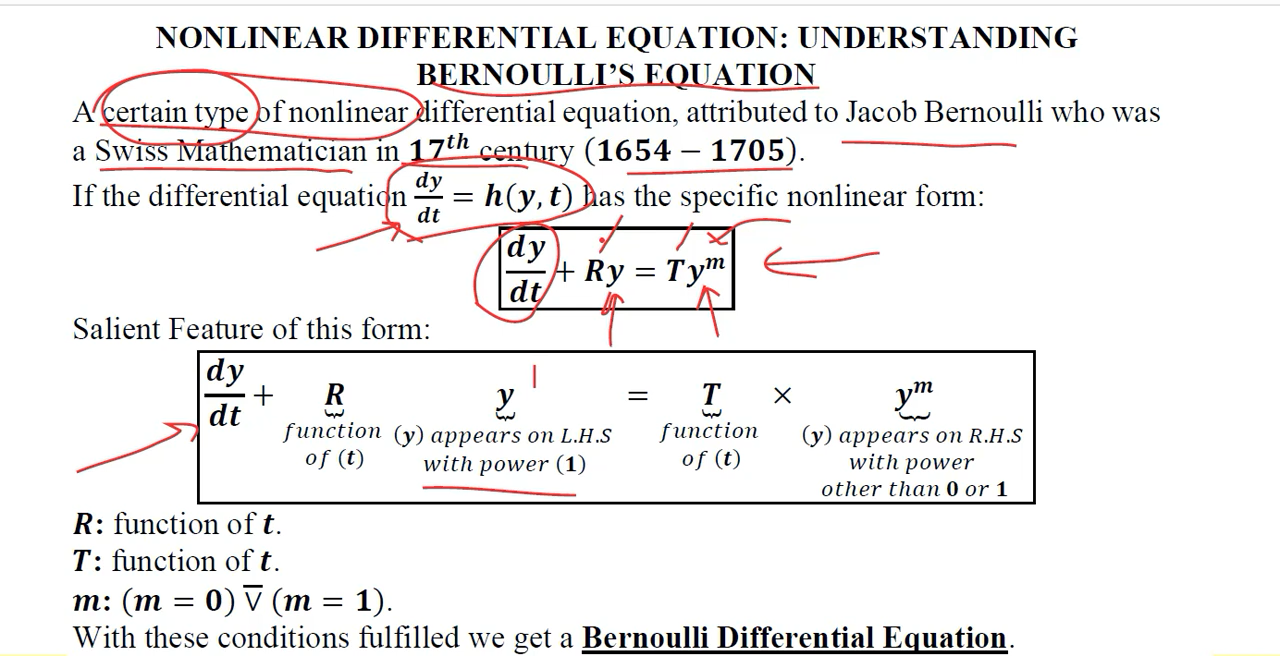 NONLINEAR DIFFERENTIAL EQUATION: UNDERSTANDING
BERNOULLI'S EQUATION
A certain type of nonlinear differential equation, attributed to Jacob Bernoulli who was
a Swiss Mathematician in 17th century (1654 − 1705).
If the differential equation dy/dt = h(y, t) has the specific nonlinear form:
dy/dt + Ry = Ty^m
Salient Feature of this form:
dy/dt + R y = T × y^m
function (y) appears on L.H.S function (y) appears on R.H.S
of (t) with power (1) of (t) with power
other than 0 or 1
R: function of t.
T: function of t.
m: (m = 0) ⊽ (m = 1).
With these conditions fulfilled we get a Bernoulli Differential Equation.